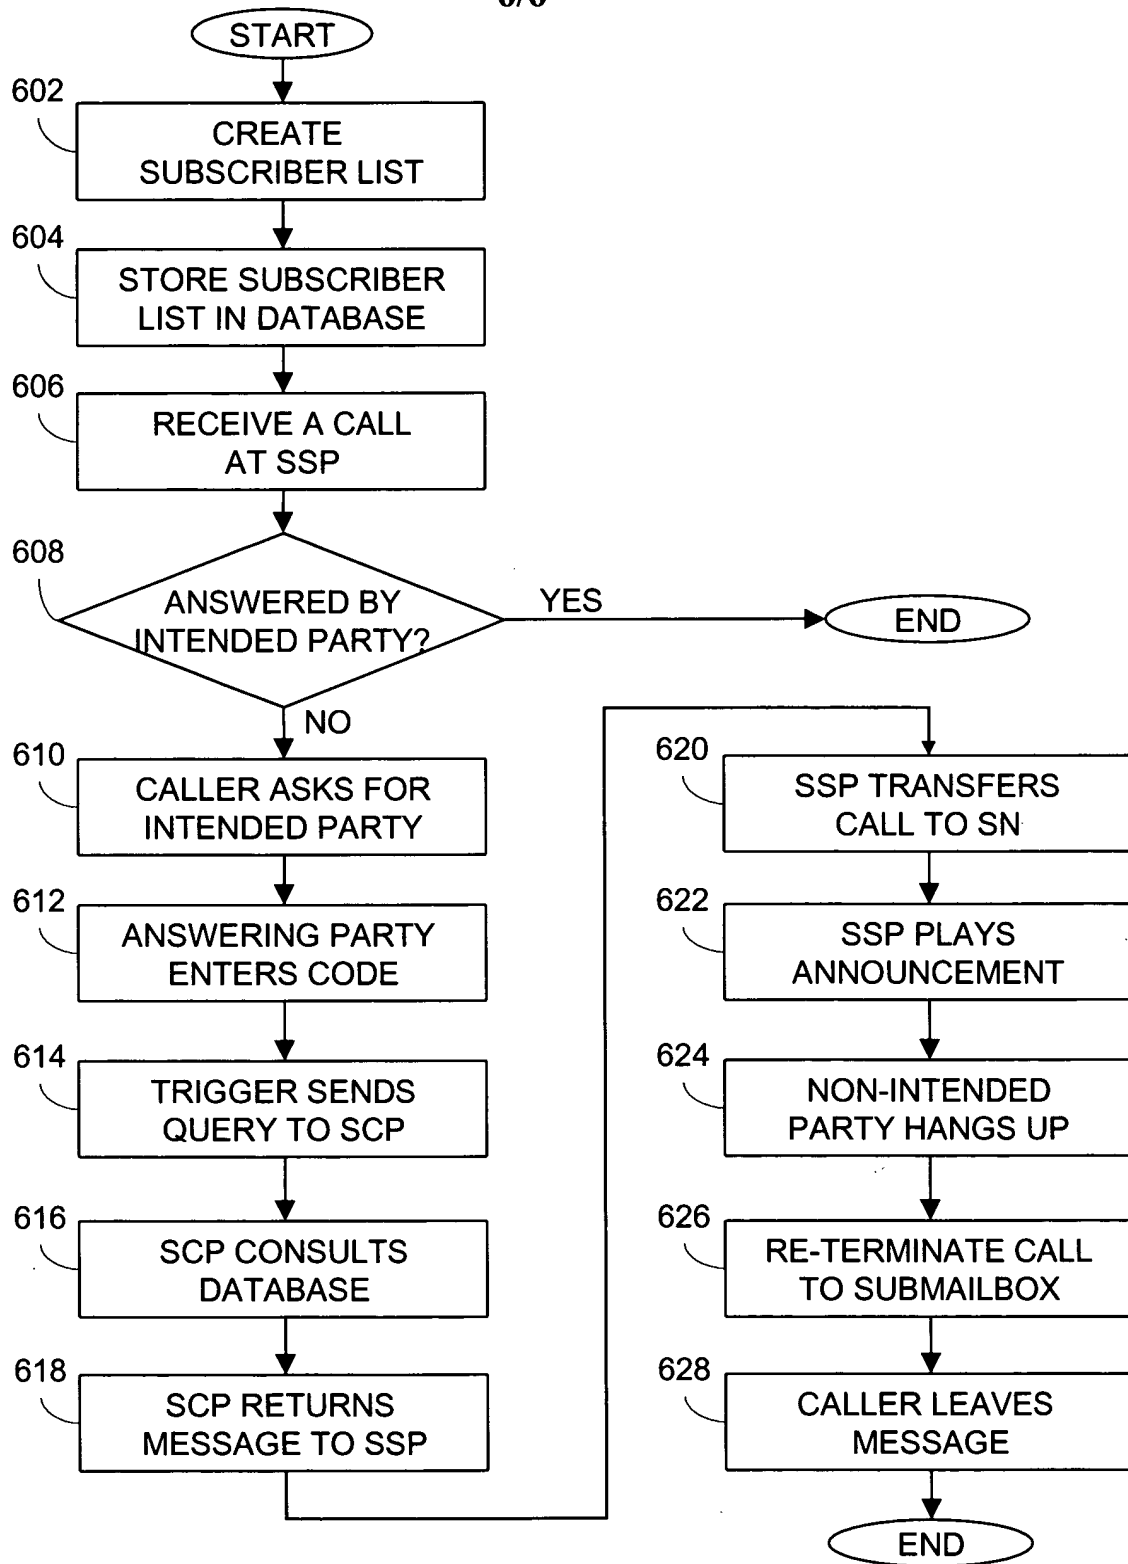 6/6
START
602
CREATE
SUBSCRIBER LIST
604
STORE SUBSCRIBER
LIST IN DATABASE
606
RECEIVE A CALL
AT SSP
608
ANSWERED BY
INTENDED PARTY?
YES
END
NO
610
CALLER ASKS FOR
INTENDED PARTY
612
ANSWERING PARTY
ENTERS CODE
614
TRIGGER SENDS
QUERY TO SCP
616
SCP CONSULTS
DATABASE
618
SCP RETURNS
MESSAGE TO SSP
620
SSP TRANSFERS
CALL TO SN
622
SSP PLAYS
ANNOUNCEMENT
624
NON-INTENDED
PARTY HANGS UP
626
RE-TERMINATE CALL
TO SUBMAILBOX
628
CALLER LEAVES
MESSAGE
END